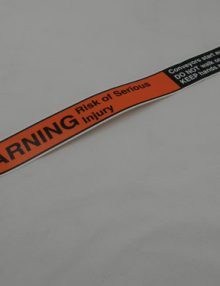 ARNING
Risk of Serious
Injury
Conveyors start
DO NOT walk
KEEP hands